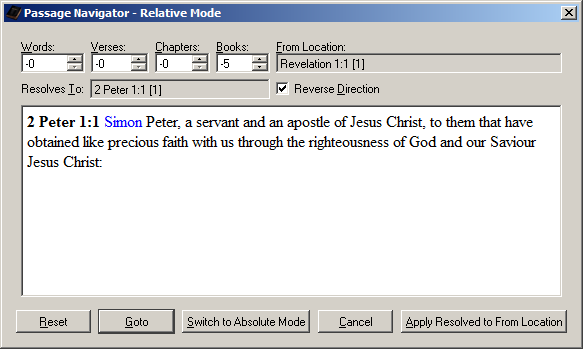 Passage Navigator - Relative Mode
Words: Verses: Chapters: Books: From Location:
-0 -0 -0 -5 Revelation 1:1 [1]
Resolves To: 2 Peter 1:1 [1] Reverse Direction
2 Peter 1:1 Simon Peter, a servant and an apostle of Jesus Christ, to them that have
obtained like precious faith with us through the righteousness of God and our Saviour
Jesus Christ:
Reset Goto Switch to Absolute Mode Cancel Apply Resolved to From Location